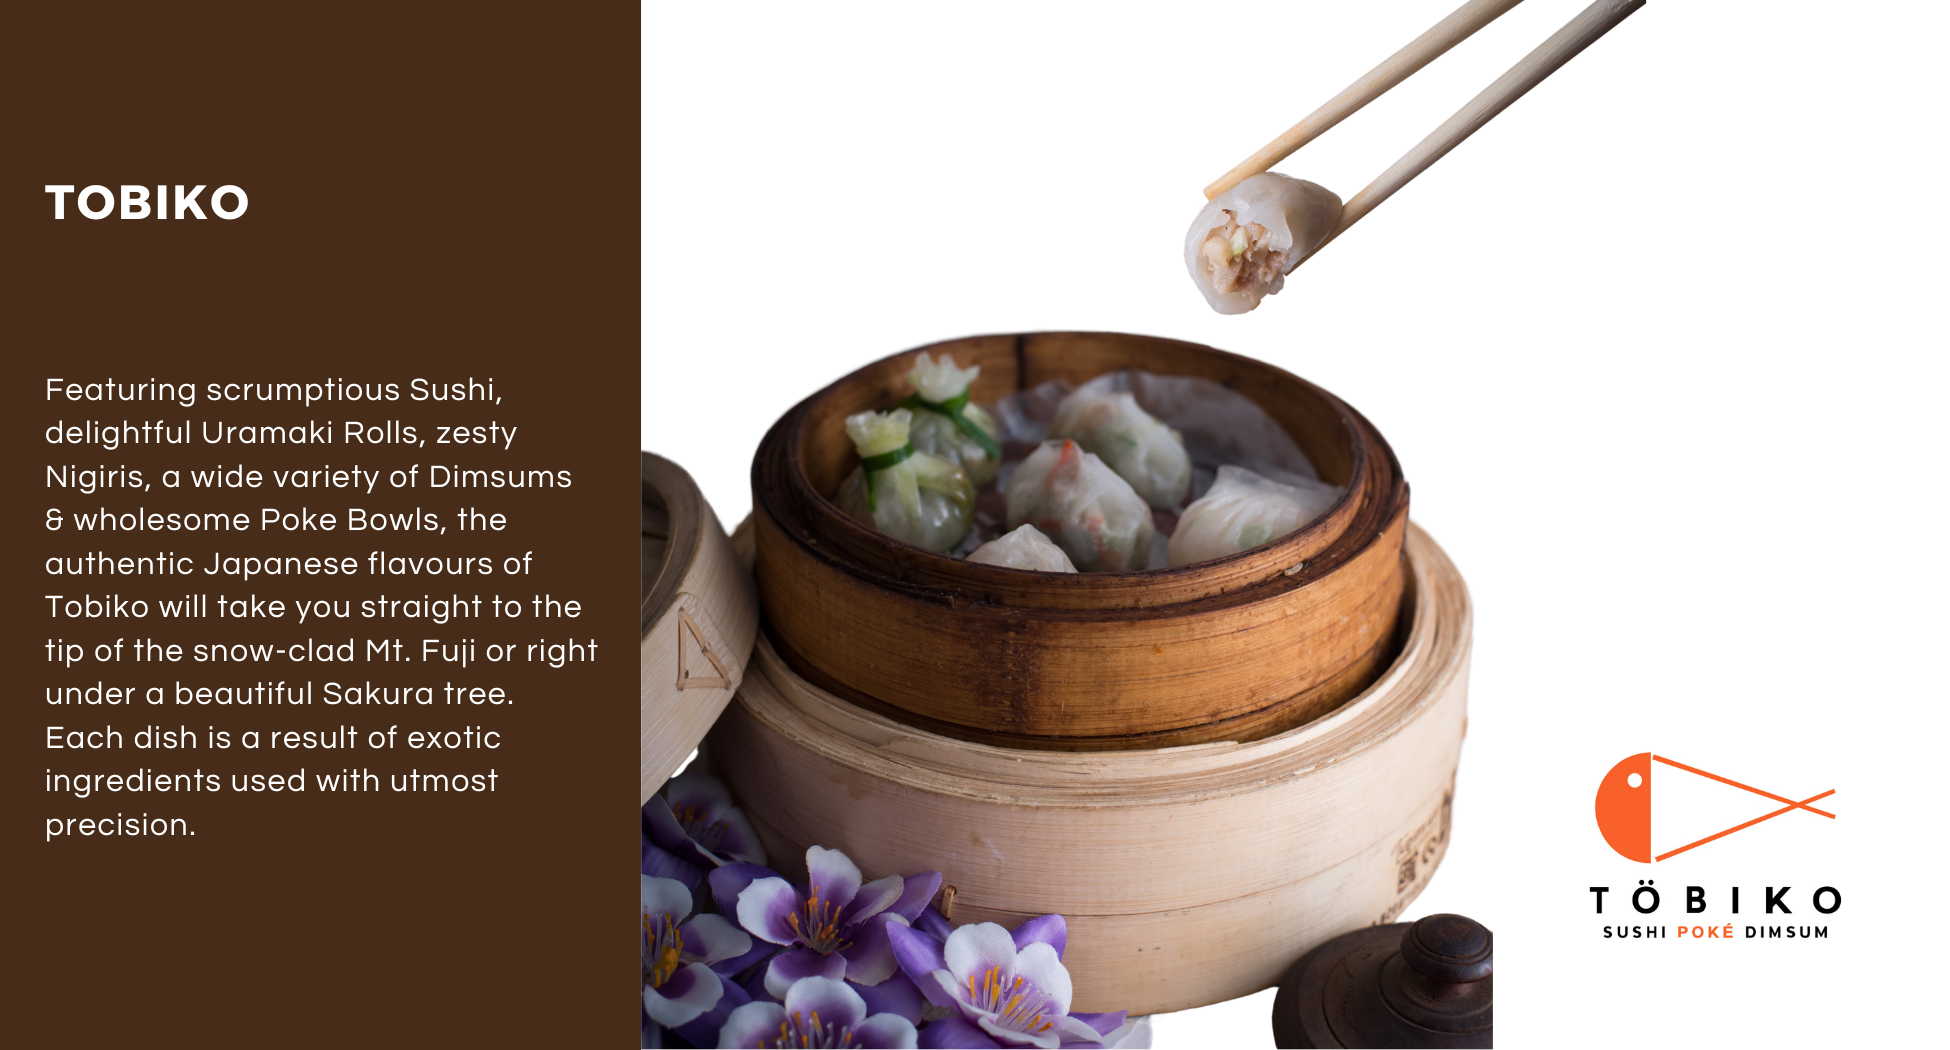 TOBIKO
Featuring scrumptious Sushi,
delightful Uramaki Rolls, zesty
Nigiris, a wide variety of Dimsums
& wholesome Poke Bowls, the
authentic Japanese flavours of
Tobiko will take you straight to the
tip of the snow-clad Mt. Fuji or right
under a beautiful Sakura tree.
Each dish is a result of exotic
ingredients used with utmost
precision.
TÖBIKO
SUSHI POKÉ DIMSUM